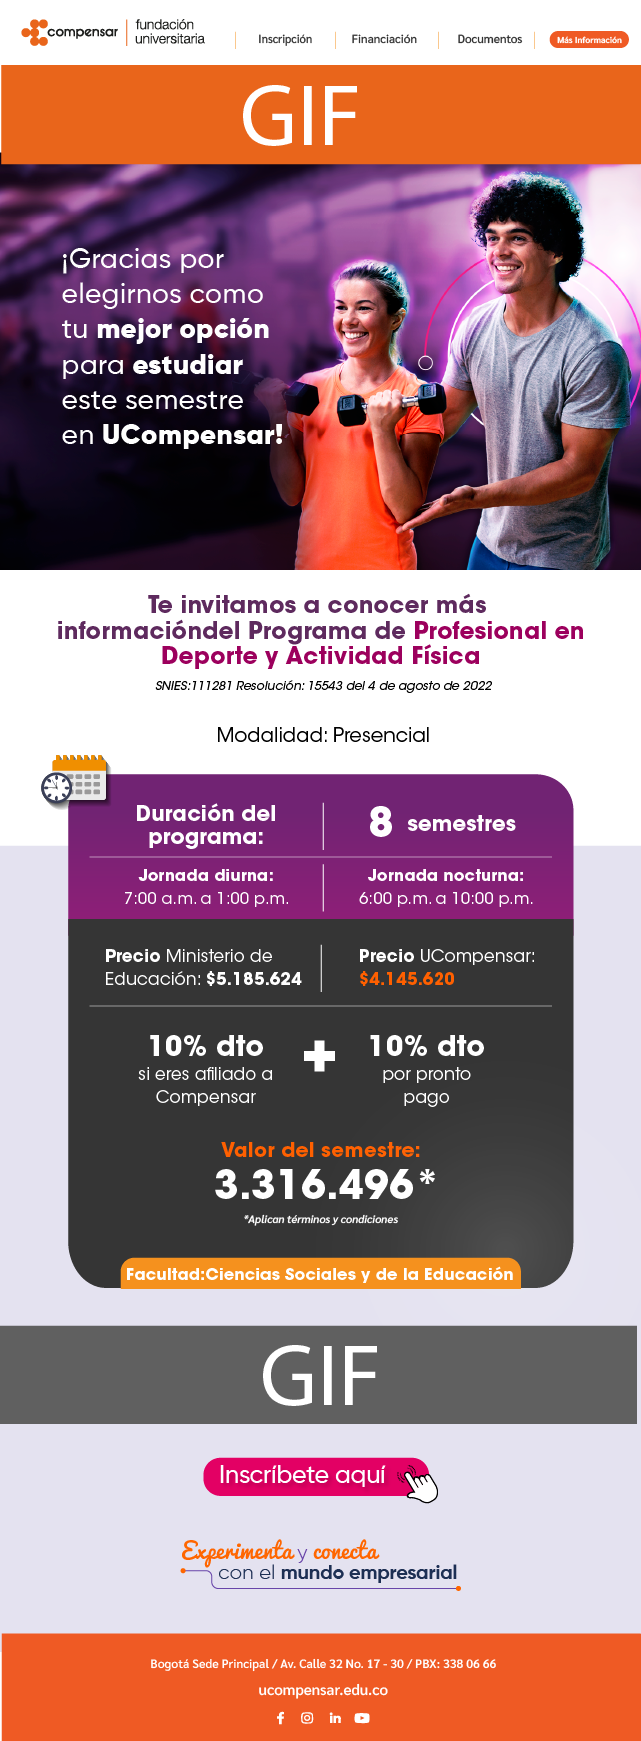 compensar
fundación
universitaria
Inscripción
Financiación
Documentos
Más Información
GIF
¡Gracias por
elegirnos como
tu mejor opción
para estudiar
este semestre
en UCompensar!
Te invitamos a conocer más
informacióndel Programa de Profesional en
Deporte y Actividad Física
SNIES:111281 Resolución: 15543 del 4 de agosto de 2022
Modalidad: Presencial
Duración del
programa:
8 semestres
Jornada diurna:
7:00 a.m. a 1:00 p.m.
Jornada nocturna:
6:00 p.m. a 10:00 p.m.
Precio Ministerio de
Educación: $5.185.624
Precio UCompensar:
$4.145.620
10% dto
si eres afiliado a
Compensar
+
10% dto
por pronto
pago
Valor del semestre:
3.316.496*
*Aplican términos y condiciones
Facultad:Ciencias Sociales y de la Educación
GIF
Inscríbete aquí
Experimenta y conecta
con el mundo empresarial
Bogotá Sede Principal / Av. Calle 32 No. 17 - 30 / PBX: 338 06 66
ucompensar.edu.co